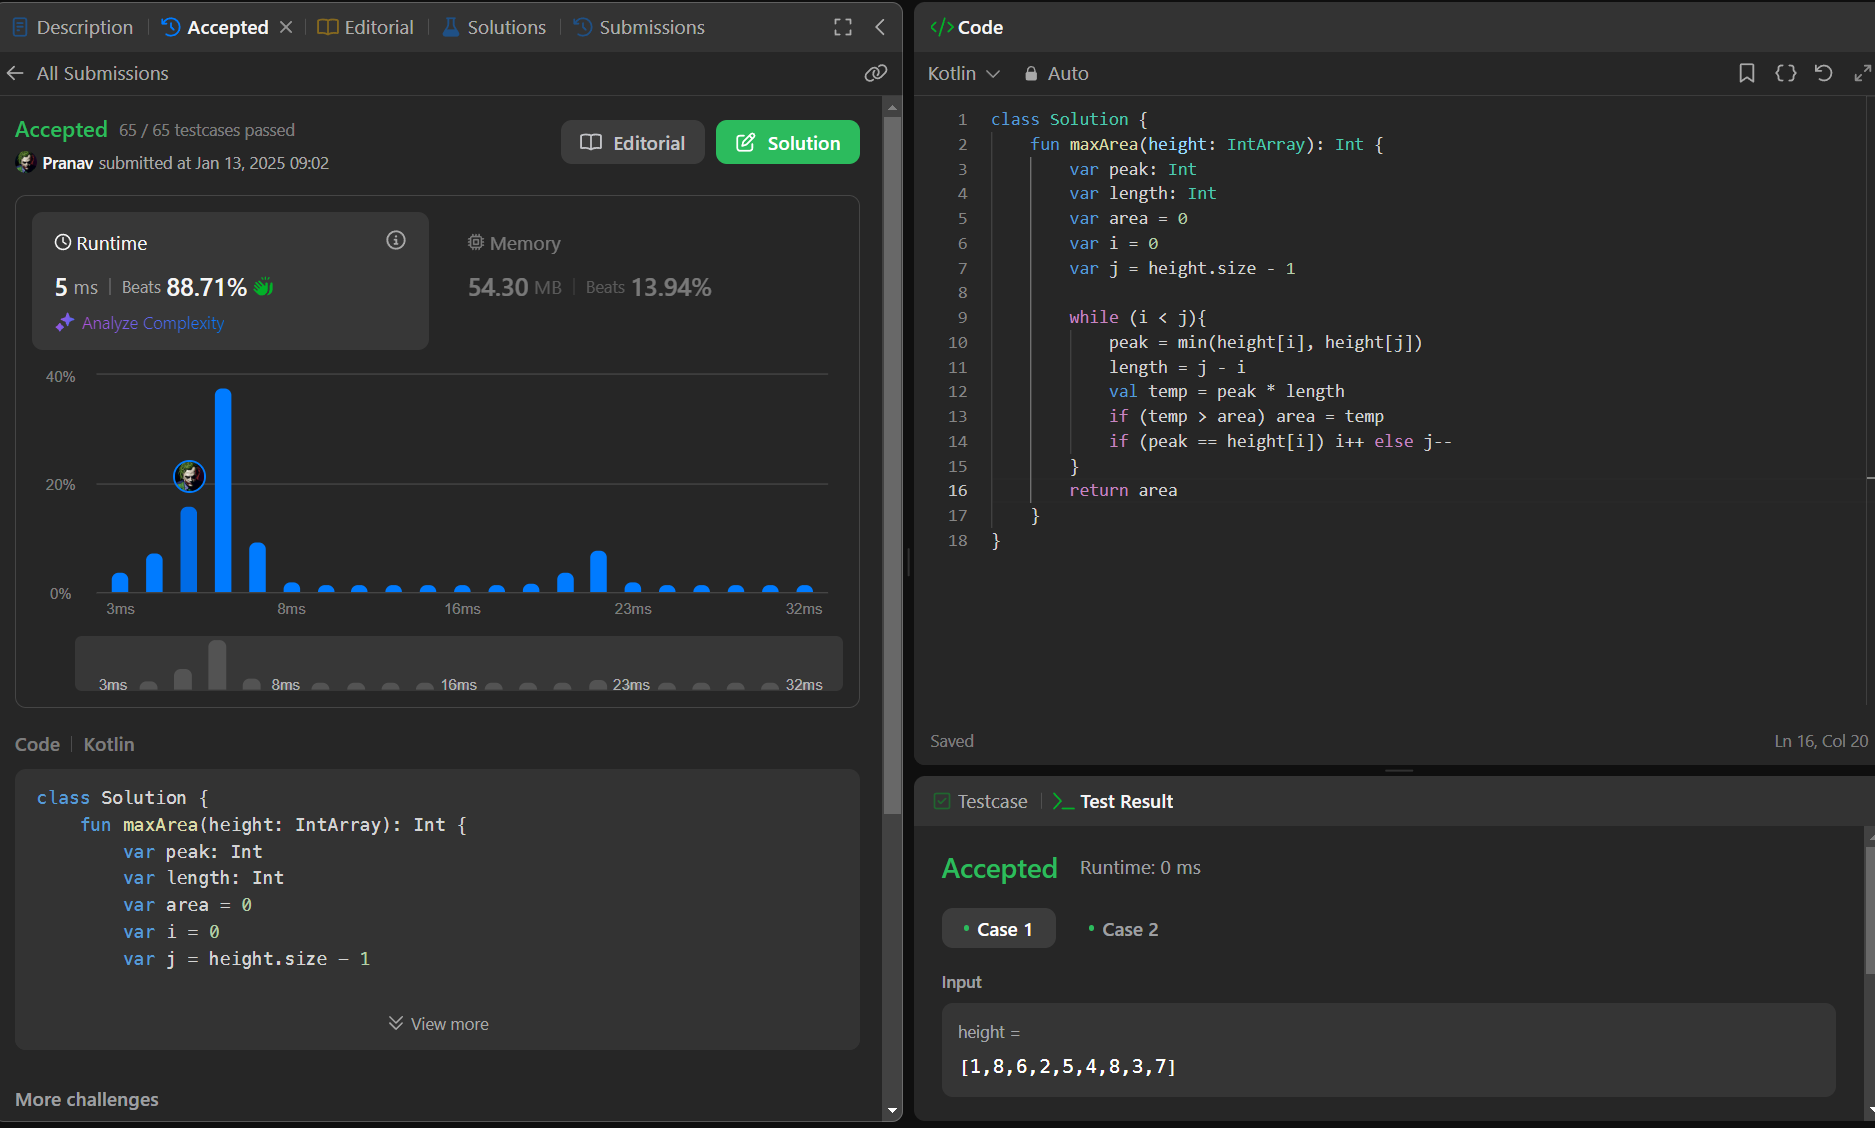 Description
Accepted
Editorial
Solutions
Submissions
All Submissions
Accepted 65 / 65 testcases passed
Pranav submitted at Jan 13, 2025 09:02
Editorial
Solution
Runtime
5 ms | Beats 88.71%
Analyze Complexity
Memory
54.30 MB | Beats 13.94%
40%
20%
0%
3ms 8ms 16ms 23ms 32ms
3ms 8ms 16ms 23ms 32ms
Code | Kotlin
class Solution {
    fun maxArea(height: IntArray): Int {
        var peak: Int
        var length: Int
        var area = 0
        var i = 0
        var j = height.size - 1
View more
More challenges
</> Code
Kotlin
Auto
1 class Solution {
2     fun maxArea(height: IntArray): Int {
3         var peak: Int
4         var length: Int
5         var area = 0
6         var i = 0
7         var j = height.size - 1
8
9         while (i < j){
10             peak = min(height[i], height[j])
11             length = j - i
12             val temp = peak * length
13             if (temp > area) area = temp
14             if (peak == height[i]) i++ else j--
15         }
16         return area
17     }
18 }
Saved
Ln 16, Col 20
Testcase
Test Result
Accepted Runtime: 0 ms
Case 1
Case 2
Input
height =
[1,8,6,2,5,4,8,3,7]